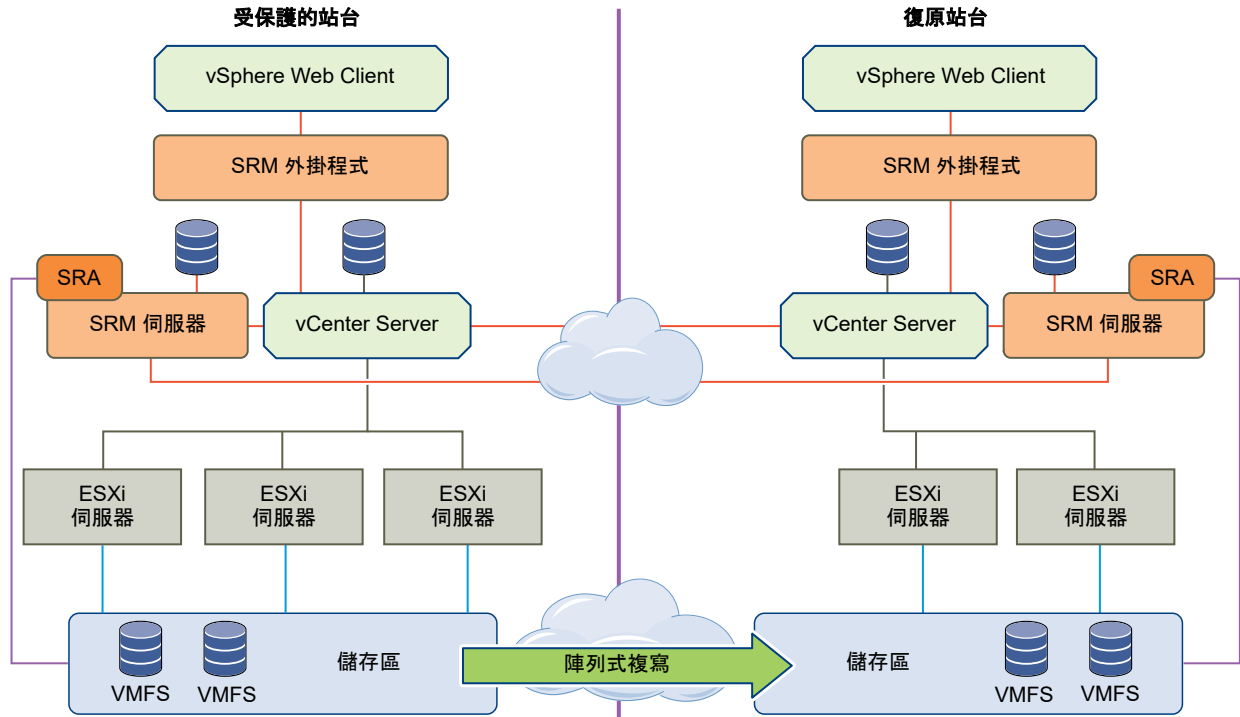 受保護的站台
復原站台
vSphere Web Client
vSphere Web Client
SRM 外掛程式
SRM 外掛程式
SRA
SRA
SRM 伺服器
vCenter Server
vCenter Server
SRM 伺服器
ESXi
伺服器
ESXi
伺服器
ESXi
伺服器
ESXi
伺服器
ESXi
伺服器
儲存區
陣列式複寫
儲存區
VMFS
VMFS
VMFS
VMFS